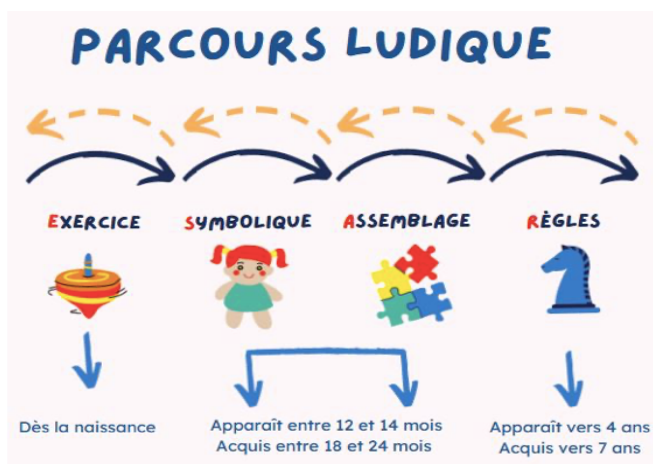 PARCOURS LUDIQUE
EXERCICE
SYMBOLIQUE
ASSEMBLAGE
RÈGLES
Dès la naissance
Apparaît entre 12 et 14 mois
Acquis entre 18 et 24 mois
Apparaît vers 4 ans
Acquis vers 7 ans